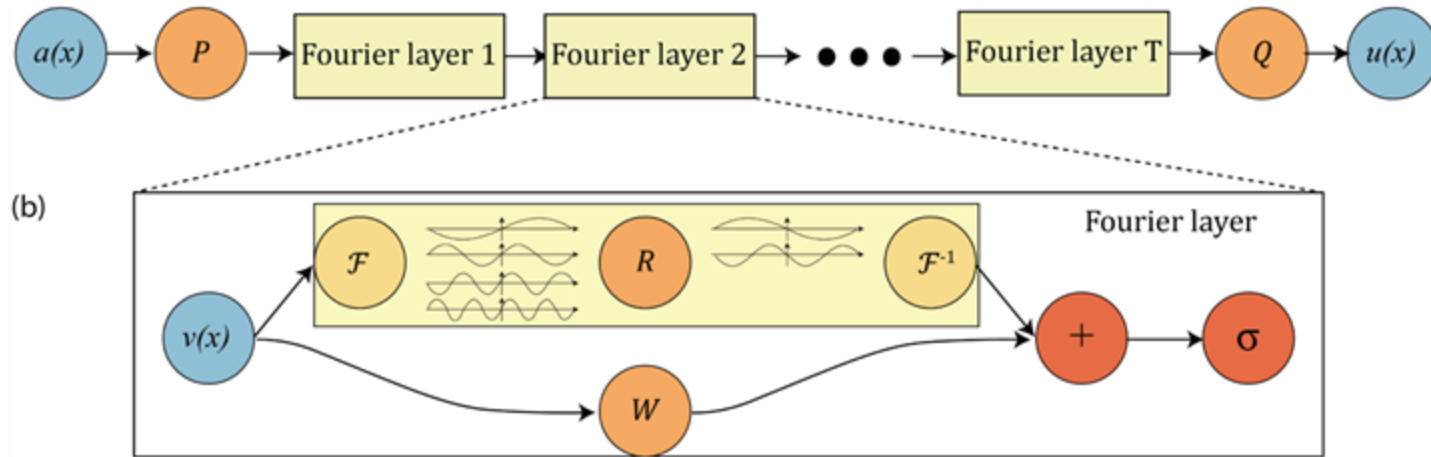 a(x) P Fourier layer 1 Fourier layer 2 Fourier layer T Q u(x)
(b)
Fourier layer
ℱ R ℱ⁻¹
v(x) + σ
W